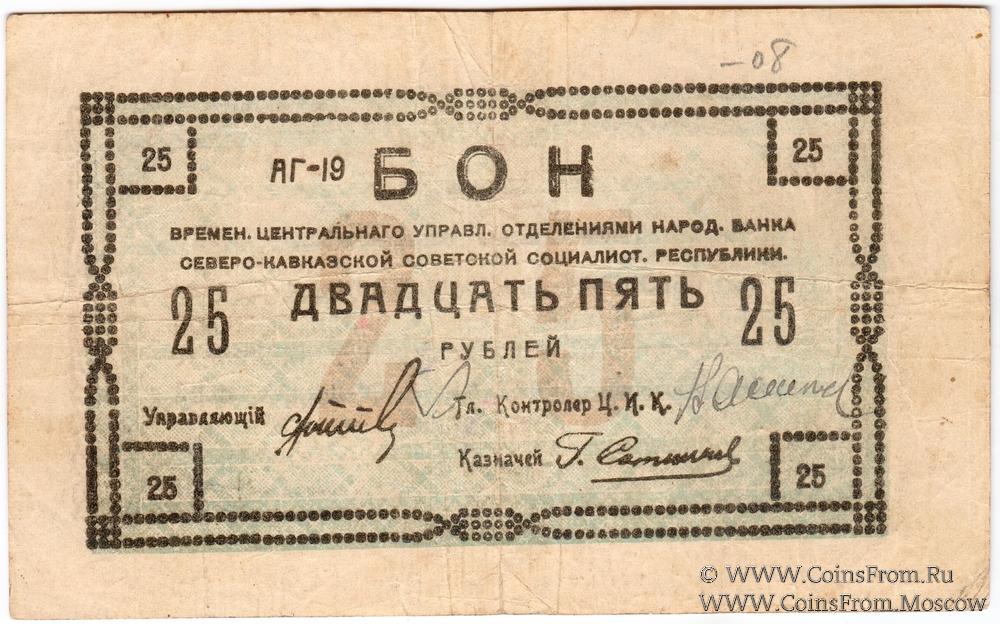 -08
25 АГ-19 БОН 25
ВРЕМЕН. ЦЕНТРАЛЬНАГО УПРАВЛ. ОТДЕЛЕНИЯМИ НАРОД. БАНКА
СЕВЕРО-КАВКАЗСКОЙ СОВЕТСКОЙ СОЦИАЛИСТ. РЕСПУБЛИКИ.
25 ДВАДЦАТЬ ПЯТЬ 25
РУБЛЕЙ
Управляющій Гл. Контролер Ц. И. К.
Казначей
25 25
© WWW.CoinsFrom.Ru
WWW.CoinsFrom.Moscow